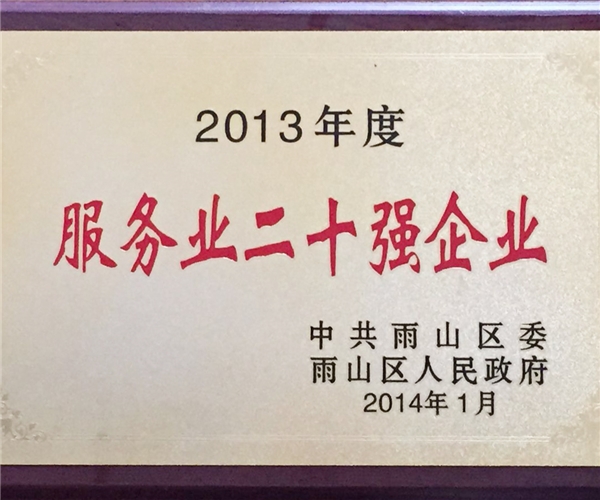 2013年度
服务业二十强企业
中共雨山区委
雨山区人民政府
2014年1月